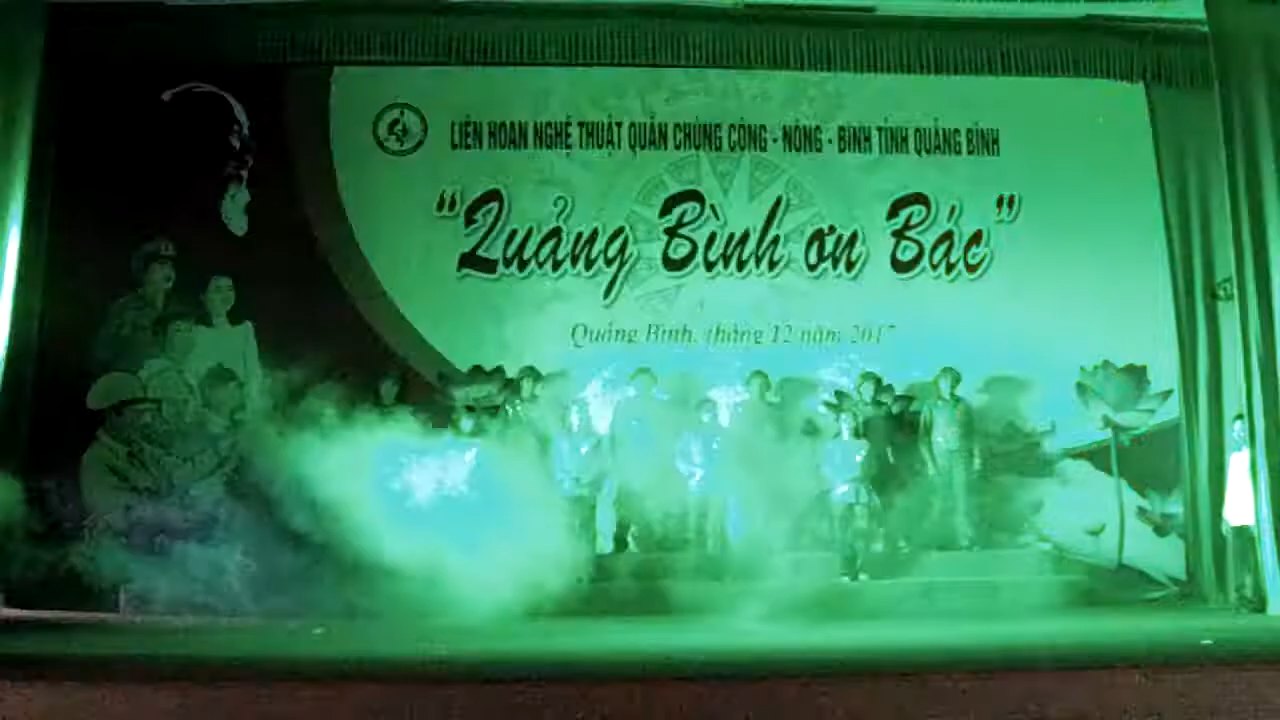 LIÊN HOAN NGHỆ THUẬT QUẦN CHÚNG CÔNG - NÔNG - BINH TỈNH QUẢNG BÌNH
"Quảng Bình ơn Bác"
Quảng Bình, tháng 12 năm 2017